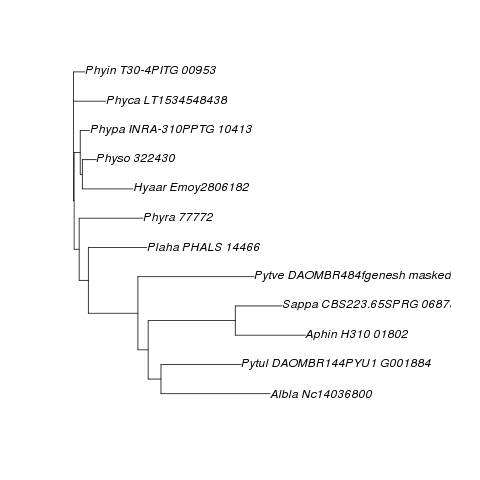 Phyin T30-4PITG 00953
Phyca LT1534548438
Phypa INRA-310PPTG 10413
Physo 322430
Hyaar Emoy2806182
Phyra 77772
Plaha PHALS 14466
Pytve DAOMBR484fgenesh masked
Sappa CBS223.65SPRG 0687
Aphin H310 01802
Pytul DAOMBR144PYU1 G001884
Albla Nc14036800